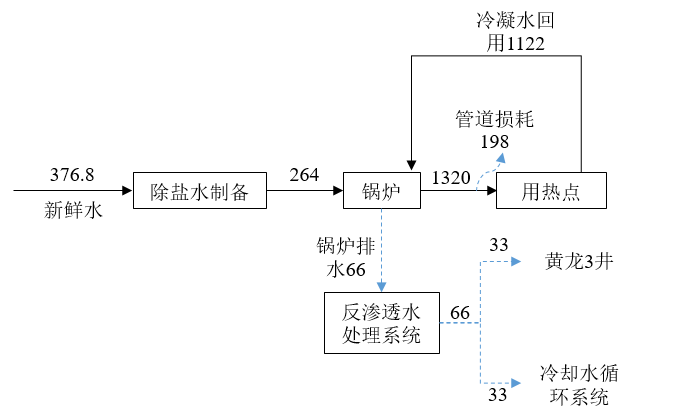 冷凝水回
用1122
管道损耗
198
376.8
新鲜水
除盐水制备
264
锅炉
1320
用热点
锅炉排
水66
反渗透水
处理系统
66
33
黄龙3井
33
冷却水循
环系统